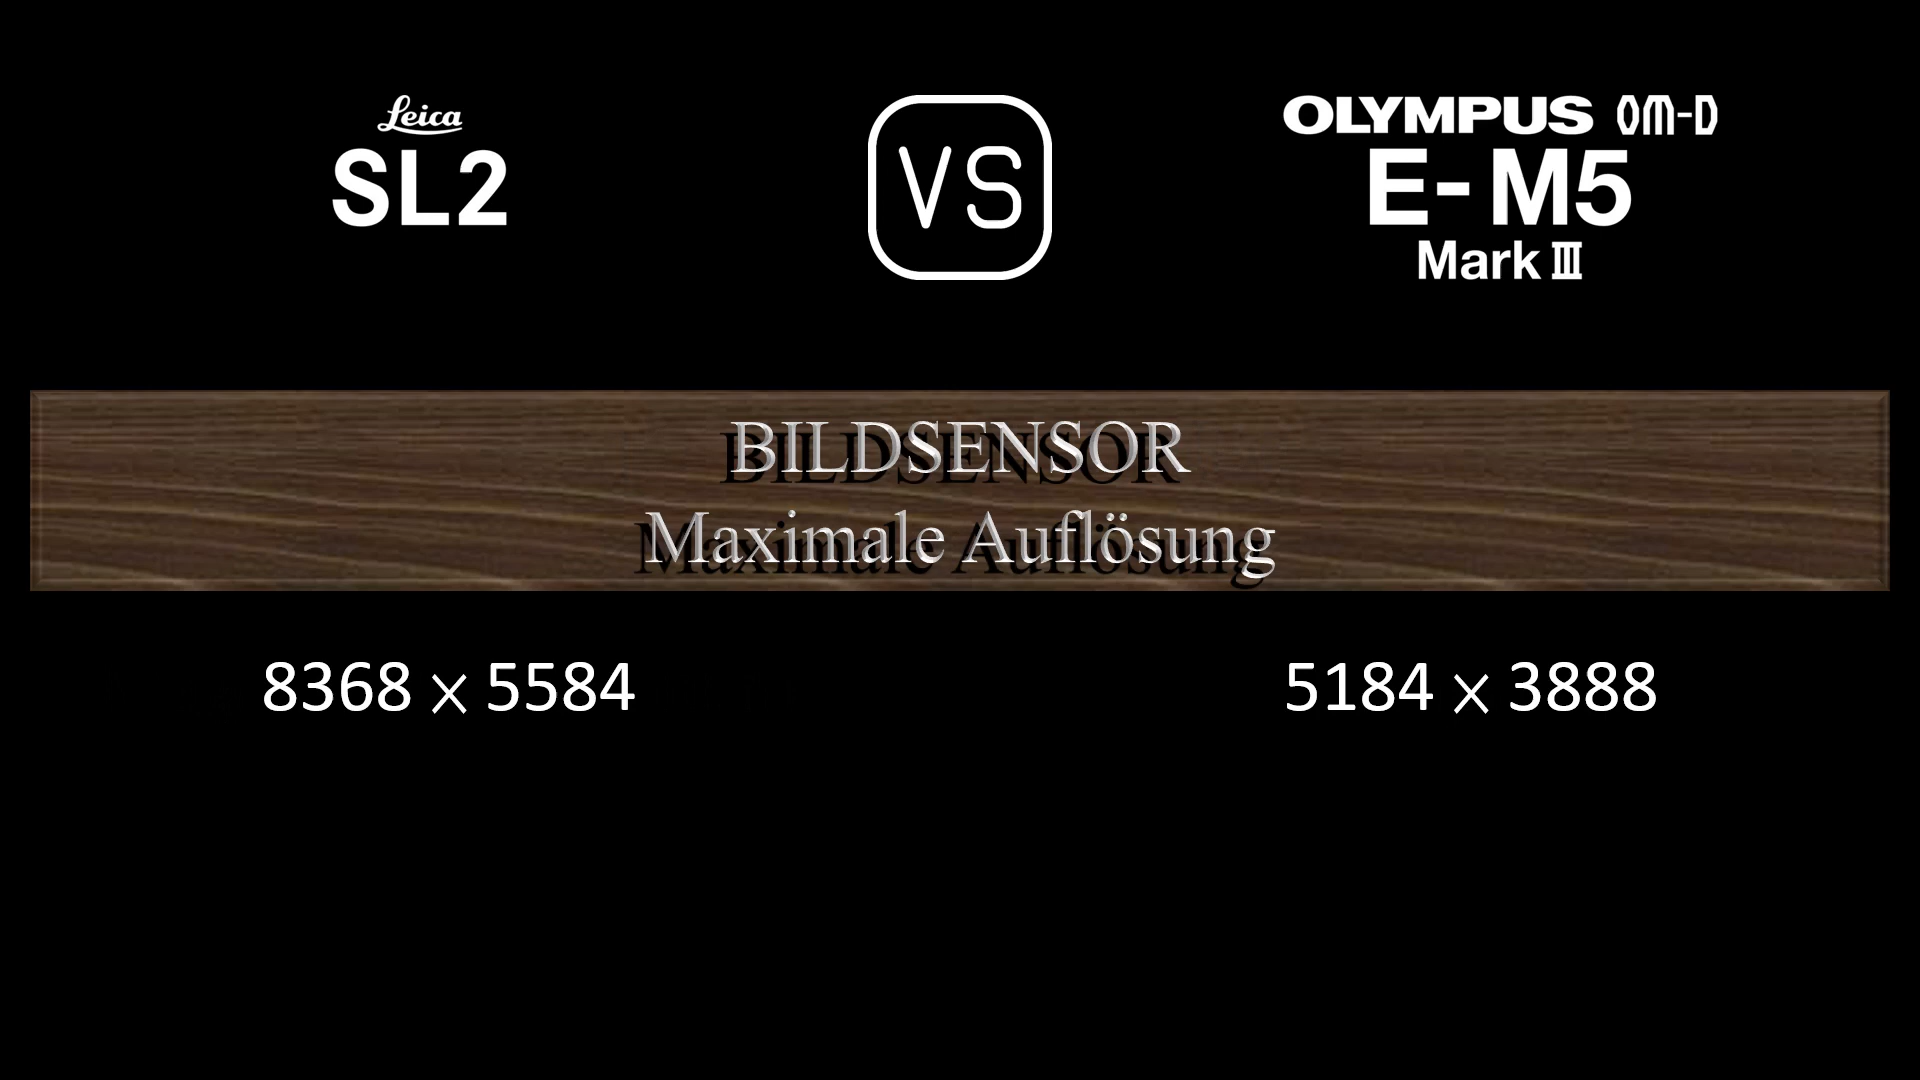 Leica
SL2
VS
OLYMPUS OM-D
E-M5
Mark III
BILDSENSOR
Maximale Auflösung
8368 x 5584
5184 x 3888